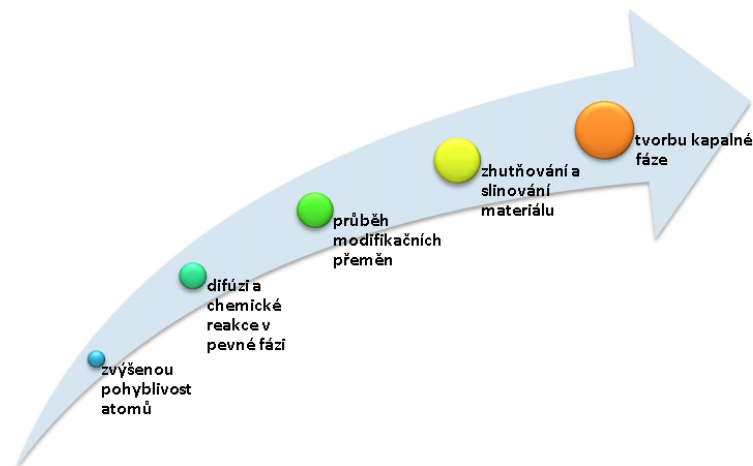 zvýšenou
pohyblivost
atomů
difúzi a
chemické
reakce v
pevné fázi
průběh
modifikačních
přeměn
zhutňování a
slinování
materiálu
tvorbu kapalné
fáze